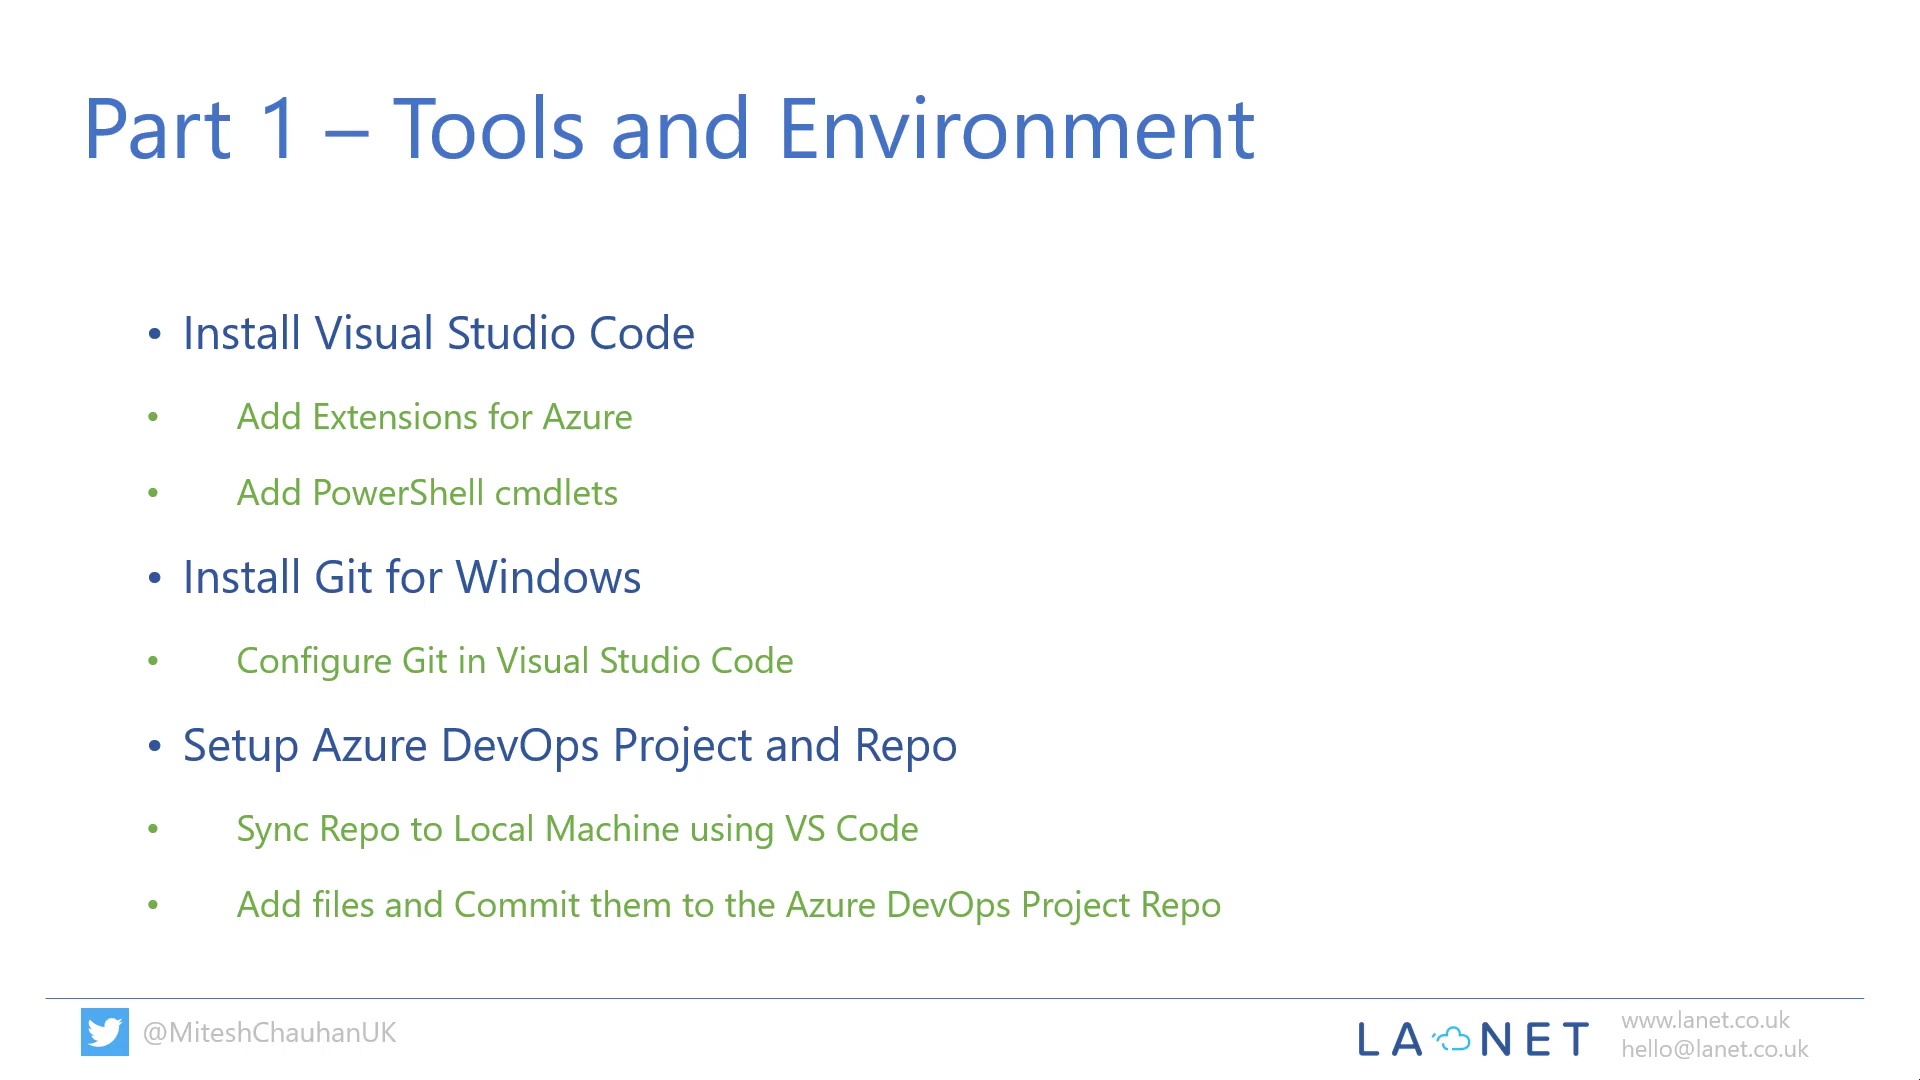 Part 1 – Tools and Environment
• Install Visual Studio Code
• Add Extensions for Azure
• Add PowerShell cmdlets
• Install Git for Windows
• Configure Git in Visual Studio Code
• Setup Azure DevOps Project and Repo
• Sync Repo to Local Machine using VS Code
• Add files and Commit them to the Azure DevOps Project Repo
@MiteshChauhanUK
LA NET
www.lanet.co.uk
hello@lanet.co.uk